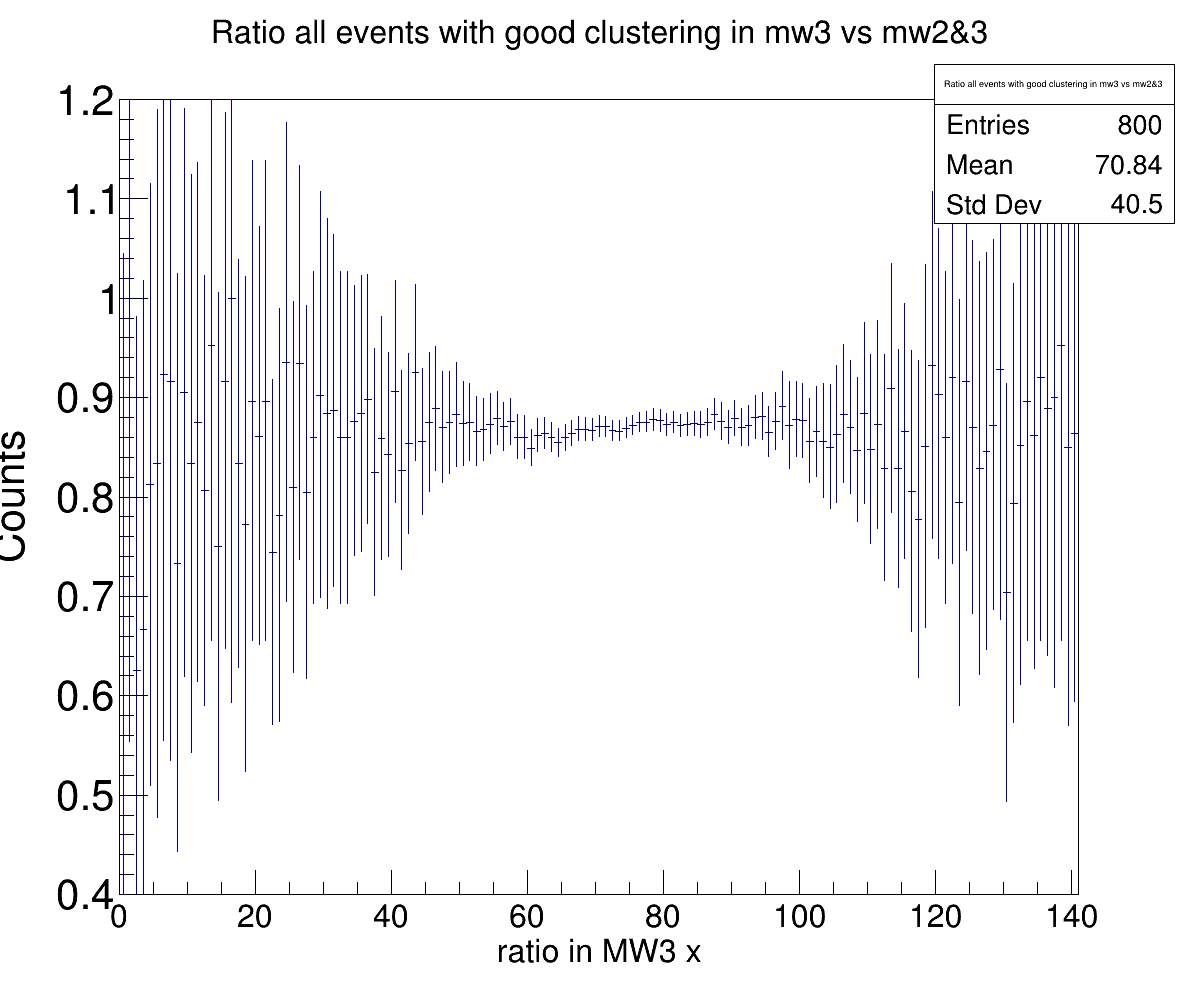 Ratio all events with good clustering in mw3 vs mw2&3
Ratio all events with good clustering in mw3 vs mw2&3
Entries 800
Mean 70.84
Std Dev 40.5
1.2
1.1
1
0.9
0.8
0.7
0.6
0.5
0.4
Counts
0 20 40 60 80 100 120 140
ratio in MW3 x